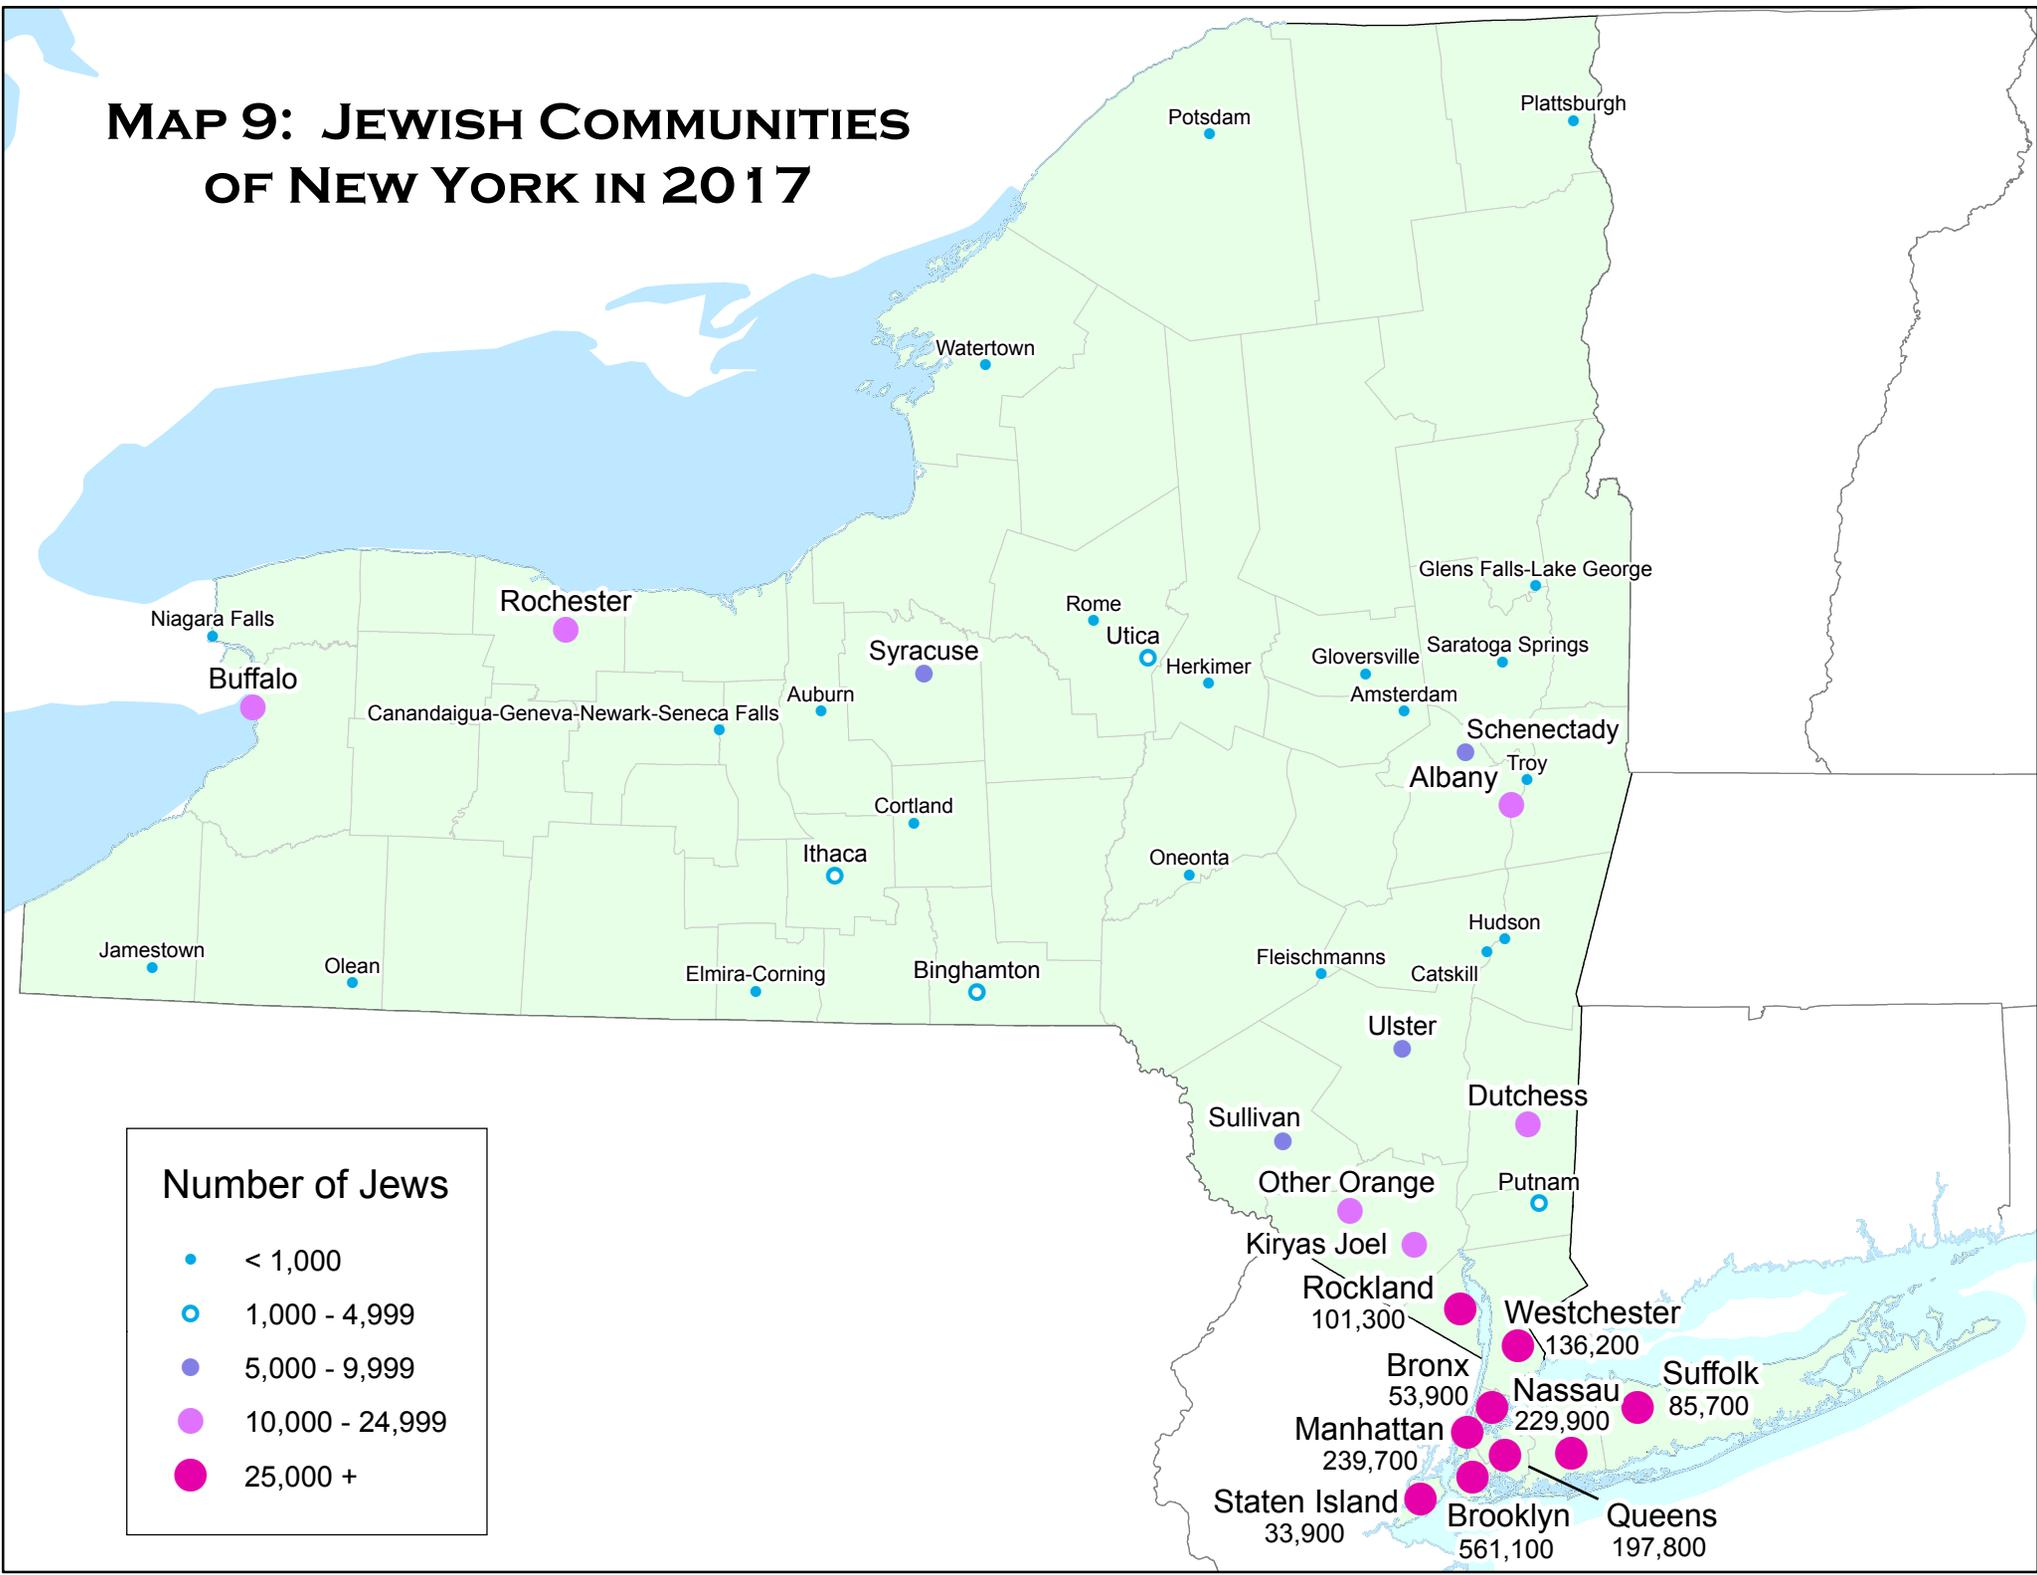 MAP 9: JEWISH COMMUNITIES
OF NEW YORK IN 2017
Potsdam
Plattsburgh
Watertown
Glens Falls-Lake George
Niagara Falls
Rochester
Rome
Utica
Syracuse
Herkimer
Gloversville
Saratoga Springs
Buffalo
Auburn
Amsterdam
Canandaigua-Geneva-Newark-Seneca Falls
Schenectady
Troy
Albany
Cortland
Ithaca
Oneonta
Hudson
Jamestown
Olean
Elmira-Corning
Binghamton
Fleischmanns
Catskill
Ulster
Dutchess
Sullivan
Other Orange
Putnam
Kiryas Joel
Rockland
101,300
Westchester
136,200
Bronx
53,900
Nassau
229,900
Suffolk
85,700
Manhattan
239,700
Staten Island
33,900
Brooklyn
561,100
Queens
197,800
Number of Jews
< 1,000
1,000 - 4,999
5,000 - 9,999
10,000 - 24,999
25,000 +